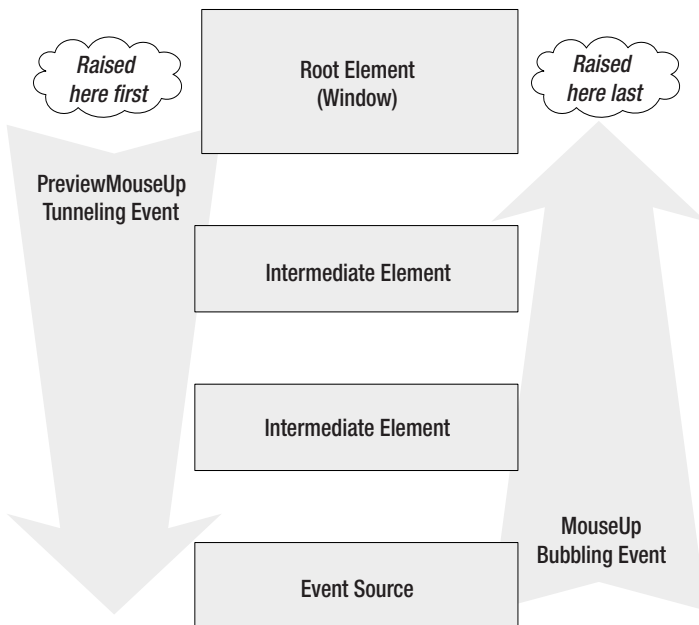 Raised
here first
Root Element
(Window)
Raised
here last
PreviewMouseUp
Tunneling Event
Intermediate Element
Intermediate Element
MouseUp
Bubbling Event
Event Source